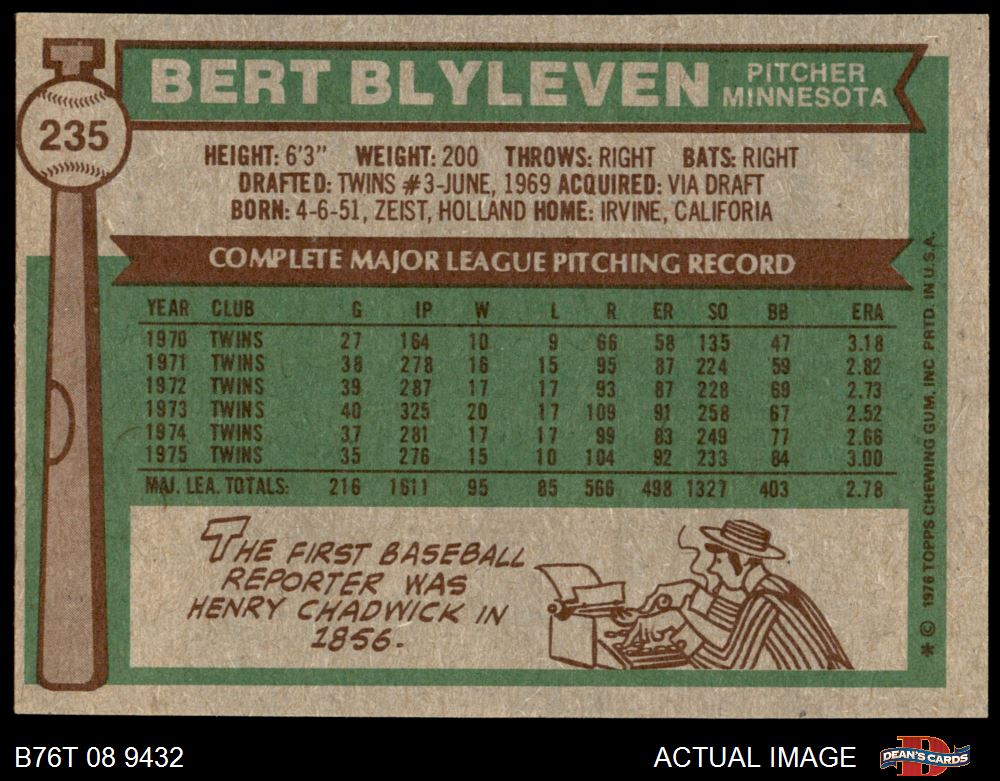 235
BERT BLYLEVEN
PITCHER
MINNESOTA
HEIGHT: 6'3" WEIGHT: 200 THROWS: RIGHT BATS: RIGHT
DRAFTED: TWINS #3-JUNE, 1969 ACQUIRED: VIA DRAFT
BORN: 4-6-51, ZEIST, HOLLAND HOME: IRVINE, CALIFORIA
COMPLETE MAJOR LEAGUE PITCHING RECORD
YEAR CLUB G IP W L R ER SO BB ERA
1970 TWINS 27 164 10 9 66 58 135 47 3.18
1971 TWINS 38 278 16 15 95 87 224 59 2.82
1972 TWINS 39 287 17 17 93 87 228 69 2.73
1973 TWINS 40 325 20 17 109 91 258 67 2.52
1974 TWINS 37 281 17 17 99 83 249 77 2.66
1975 TWINS 35 276 15 10 104 92 233 84 3.00
MAJ. LEA. TOTALS: 216 1611 95 85 566 498 1327 403 2.78
THE FIRST BASEBALL
REPORTER WAS
HENRY CHADWICK IN
1856.
* © 1976 TOPPS CHEWING GUM, INC. PRTD. IN U.S.A.
B76T 08 9432
ACTUAL IMAGE
DEAN'S CARDS